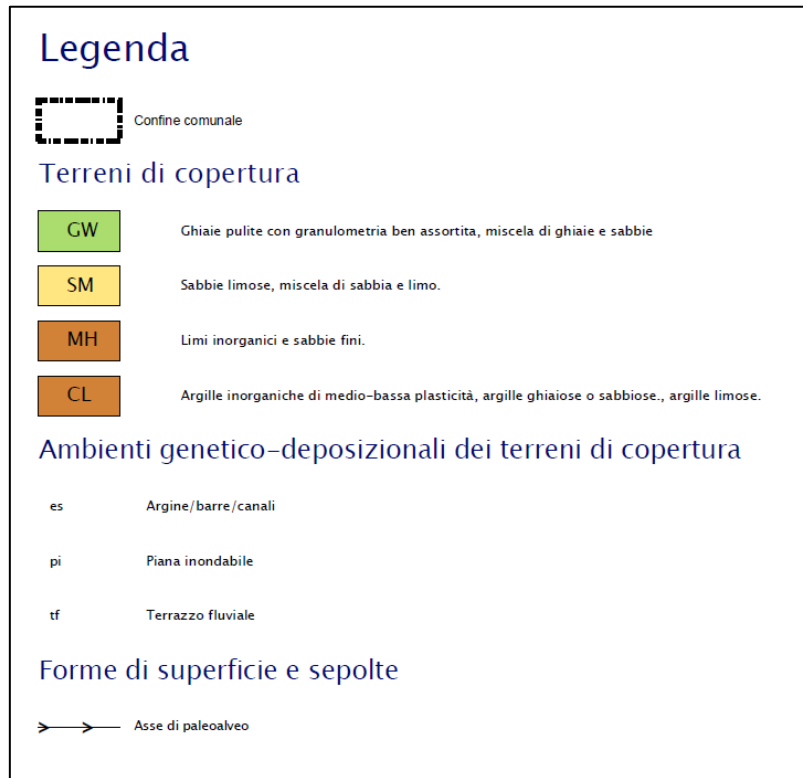 Legenda
Confine comunale
Terreni di copertura
GW Ghiaie pulite con granulometria ben assortita, miscela di ghiaie e sabbie
SM Sabbie limose, miscela di sabbia e limo.
MH Limi inorganici e sabbie fini.
CL Argille inorganiche di medio-bassa plasticità, argille ghiaiose o sabbiose., argille limose.
Ambienti genetico-deposizionali dei terreni di copertura
es Argine/barre/canali
pi Piana inondabile
tf Terrazzo fluviale
Forme di superficie e sepolte
Asse di paleoalveo